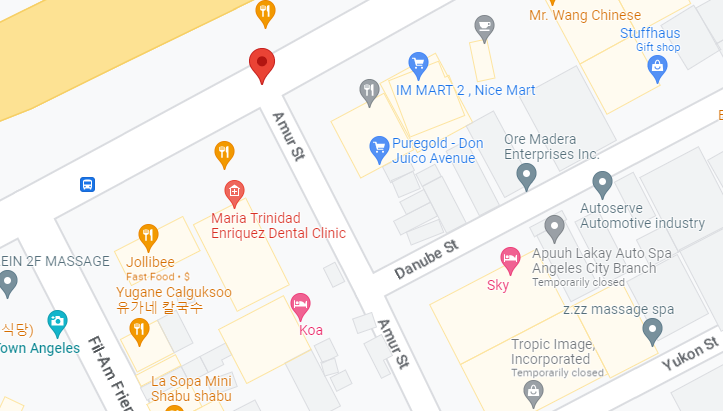 Mr. Wang Chinese
Stuffhaus
Gift shop
IM MART 2 , Nice Mart
Amur St
Puregold - Don
Juico Avenue
Ore Madera
Enterprises Inc.
Maria Trinidad
Enriquez Dental Clinic
Autoserve
Automotive industry
Danube St
Apuuh Lakay Auto Spa
Angeles City Branch
Temporarily closed
Jollibee
Fast Food • $
EIN 2F MASSAGE
Sky
Yugane Calguksoo
유가네 칼국수
z.zz massage spa
식당)
Town Angeles
Koa
Amur St
Fil-Am Frien
Yukon St
Tropic Image,
Incorporated
Temporarily closed
La Sopa Mini
Shabu shabu